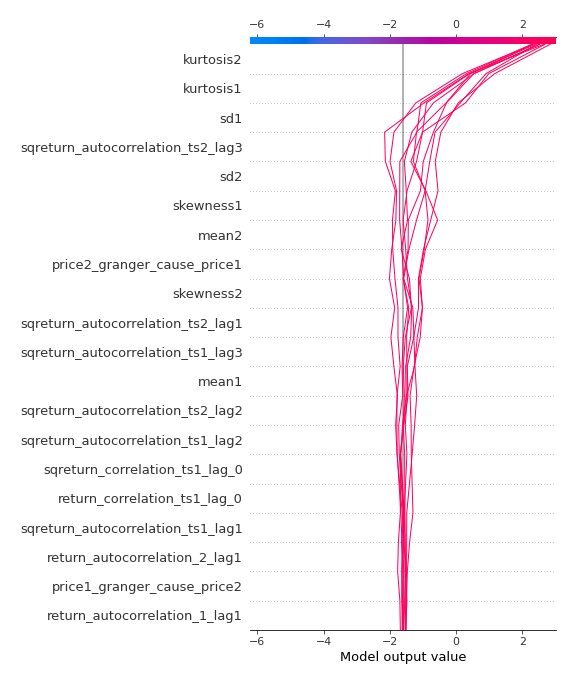 −6 −4 −2 0 2
kurtosis2
kurtosis1
sd1
sqreturn_autocorrelation_ts2_lag3
sd2
skewness1
mean2
price2_granger_cause_price1
skewness2
sqreturn_autocorrelation_ts2_lag1
sqreturn_autocorrelation_ts1_lag3
mean1
sqreturn_autocorrelation_ts2_lag2
sqreturn_autocorrelation_ts1_lag2
sqreturn_correlation_ts1_lag_0
return_correlation_ts1_lag_0
sqreturn_autocorrelation_ts1_lag1
return_autocorrelation_2_lag1
price1_granger_cause_price2
return_autocorrelation_1_lag1
−6 −4 −2 0 2
Model output value